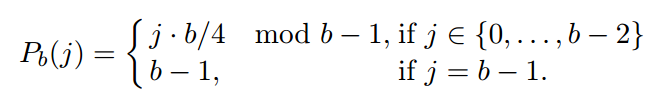 P_b(j) = { j · b/4 mod b − 1, if j ∈ {0, . . . , b − 2}
b − 1, if j = b − 1.